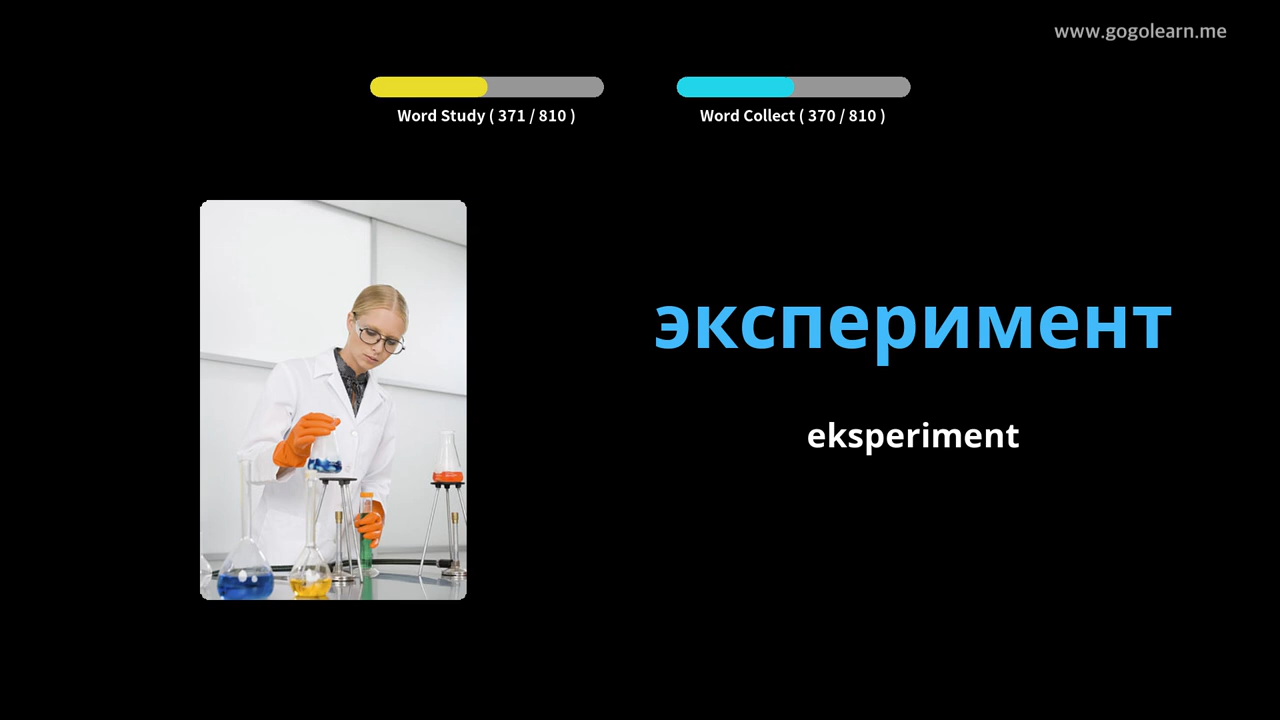 www.gogolearn.me
Word Study ( 371 / 810 )
Word Collect ( 370 / 810 )
эксперимент
eksperiment